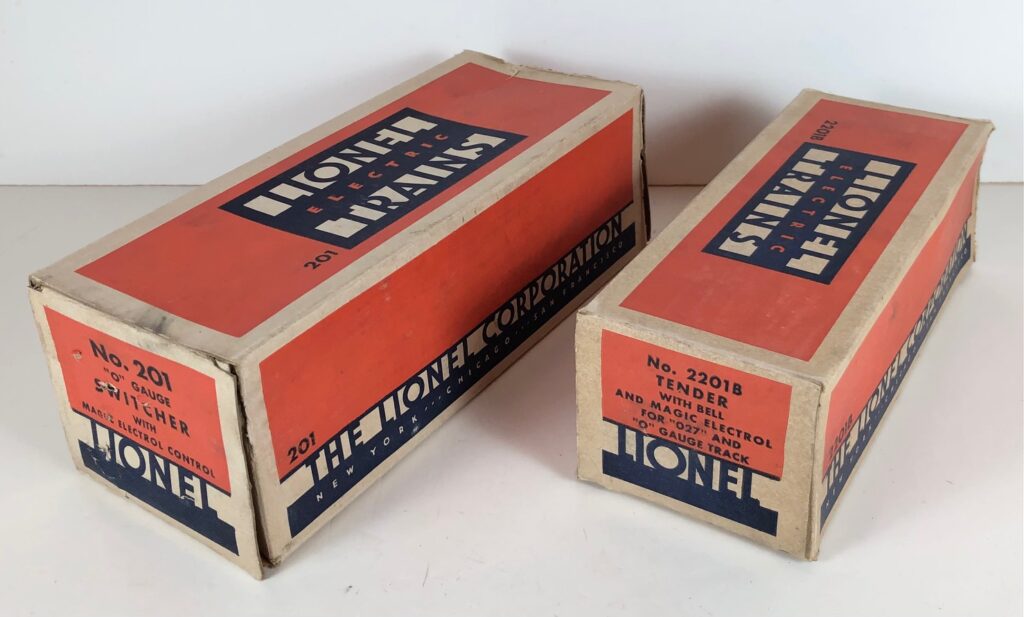 LIONEL
ELECTRIC
TRAINS
201
No. 201
"O" GAUGE
SWITCHER
WITH
MAGIC ELECTROL CONTROL
LIONEL
201
THE LIONEL CORPORATION
NEW YORK ·· CHICAGO ·· SAN FRANCISCO
2201B
LIONEL
ELECTRIC
TRAINS
No. 2201B
TENDER
WITH BELL
AND MAGIC ELECTROL
FOR "027" AND
"O" GAUGE TRACK
LIONEL
2201B
THE LIONEL CORPORATION